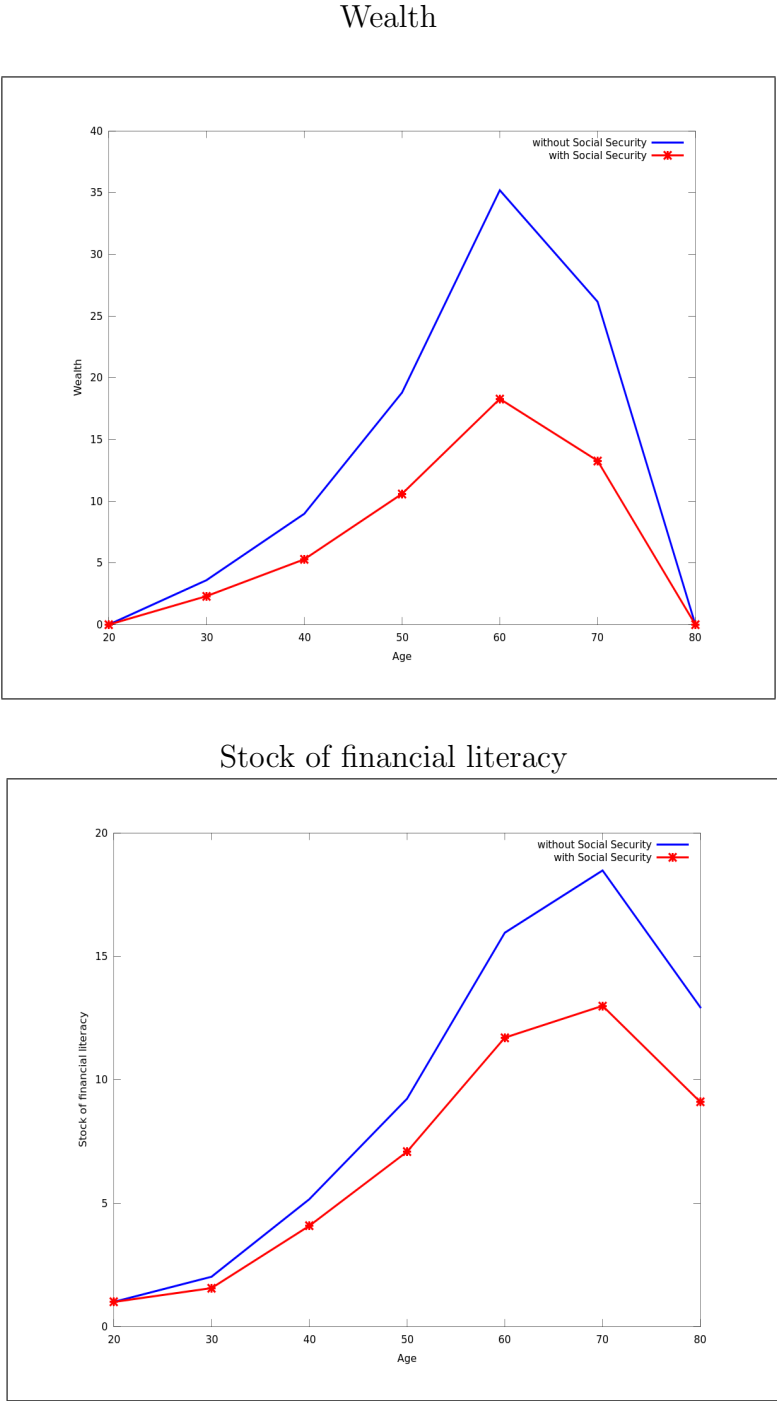 Wealth
40
35
30
25
20
15
10
5
0
Wealth
without Social Security
with Social Security
20 30 40 50 60 70 80
Age
Stock of financial literacy
20
15
10
5
0
Stock of financial literacy
without Social Security
with Social Security
20 30 40 50 60 70 80
Age